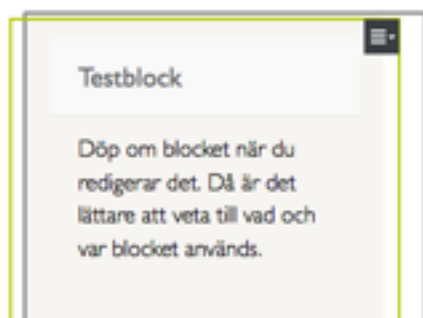 Testblock
Döp om blocket när du
redigerar det. Då är det
lättare att veta till vad och
var blocket används.